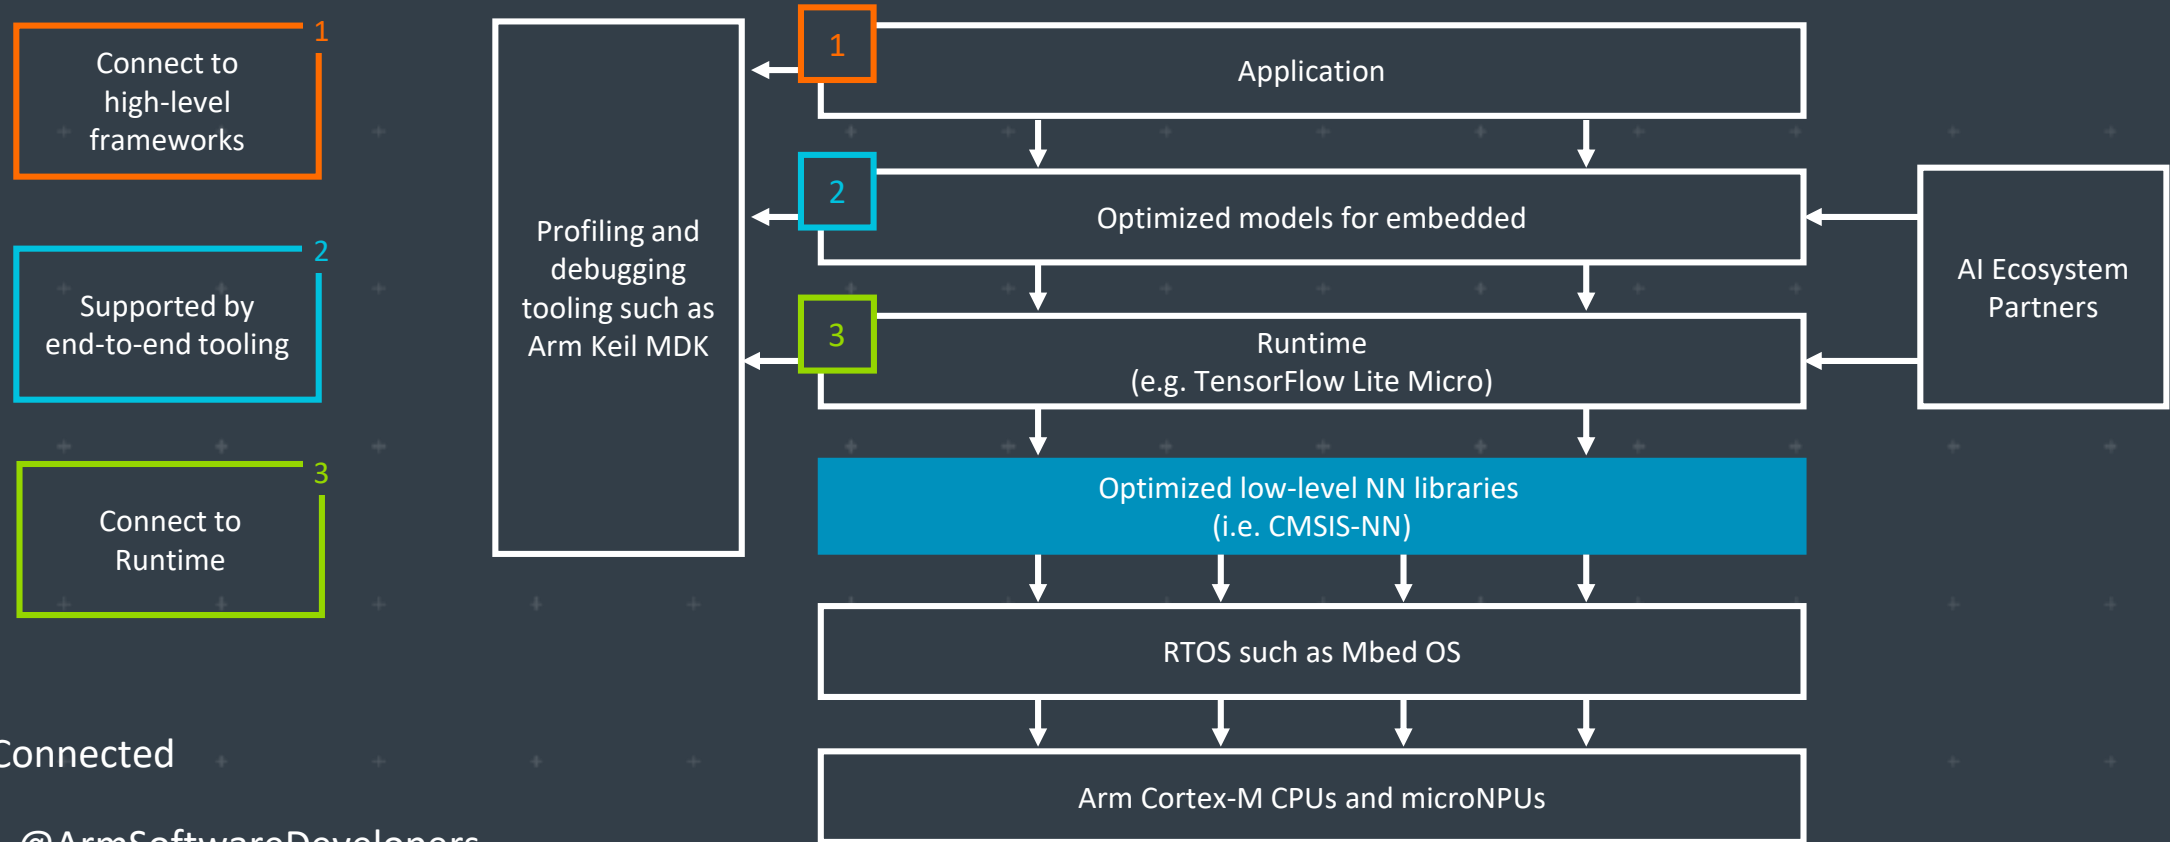 1
Connect to
high-level
frameworks
2
Supported by
end-to-end tooling
3
Connect to
Runtime
Profiling and
debugging
tooling such as
Arm Keil MDK
1
Application
2
Optimized models for embedded
3
Runtime
(e.g. TensorFlow Lite Micro)
Optimized low-level NN libraries
(i.e. CMSIS-NN)
RTOS such as Mbed OS
Arm Cortex-M CPUs and microNPUs
AI Ecosystem
Partners
Connected
@ArmSoftwareDevelopers